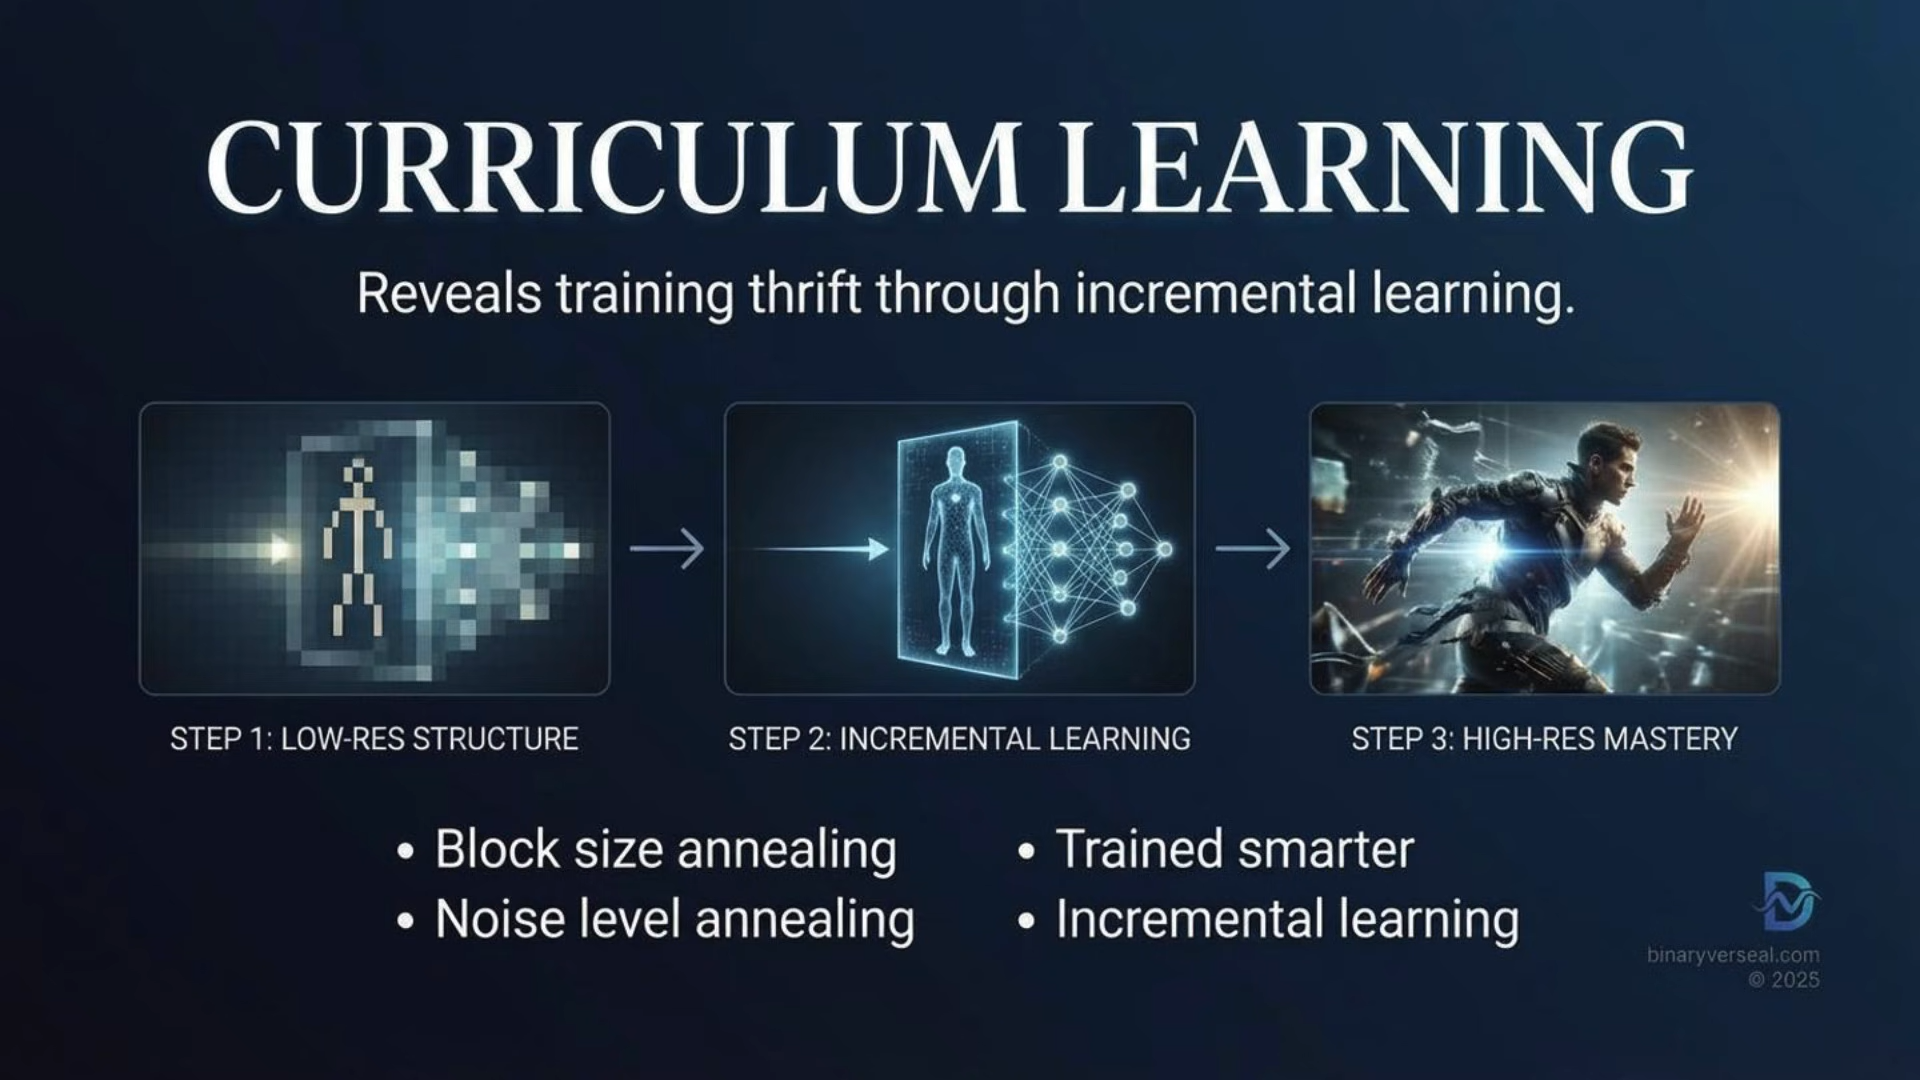 CURRICULUM LEARNING
Reveals training thrift through incremental learning.
STEP 1: LOW-RES STRUCTURE
STEP 2: INCREMENTAL LEARNING
STEP 3: HIGH-RES MASTERY
• Block size annealing
• Noise level annealing
• Trained smarter
• Incremental learning
binaryverseal.com
© 2025